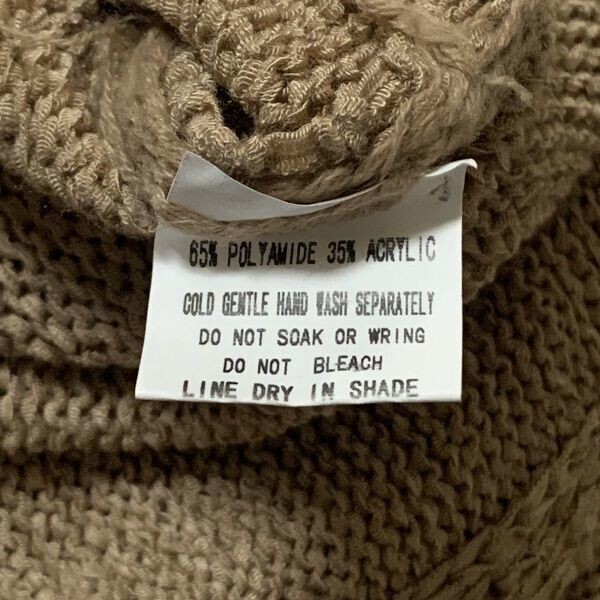 65% POLYAMIDE 35% ACRYLIC
COLD GENTLE HAND WASH SEPARATELY
DO NOT SOAK OR WRING
DO NOT BLEACH
LINE DRY IN SHADE